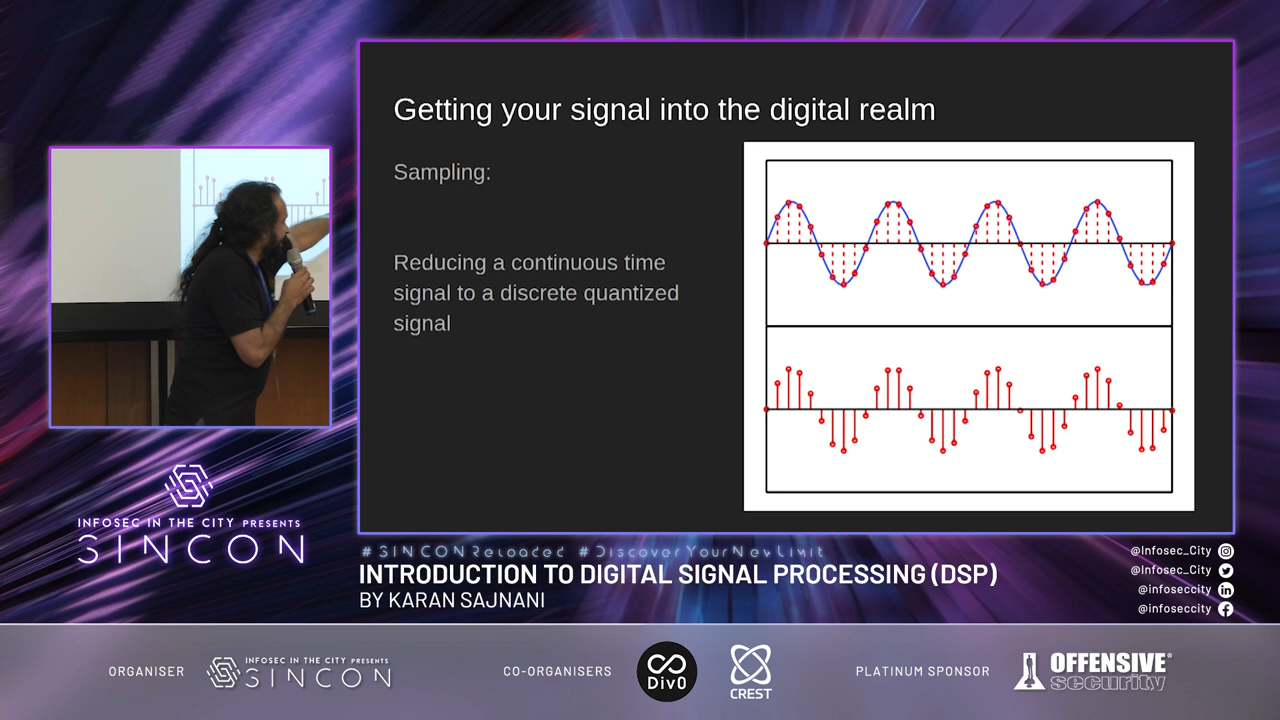 Getting your signal into the digital realm
Sampling:
Reducing a continuous time
signal to a discrete quantized
signal
INFOSEC IN THE CITY PRESENTS
SINCON
#SINCONReloaded #DiscoverYourNewLimit
INTRODUCTION TO DIGITAL SIGNAL PROCESSING (DSP)
BY KARAN SAJNANI
@Infosec_City
@Infosec_City
@infoseccity
@infoseccity
ORGANISER
INFOSEC IN THE CITY PRESENTS
SINCON
CO-ORGANISERS
Div0
CREST
PLATINUM SPONSOR
OFFENSIVE®
security